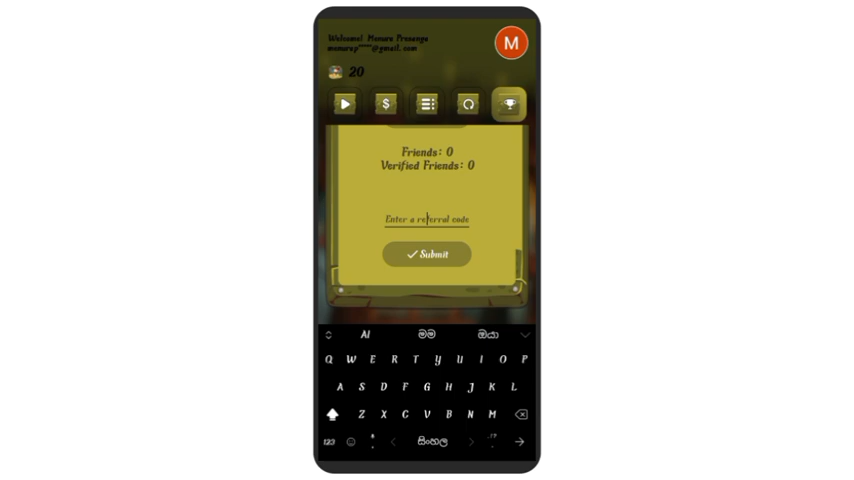 Welcome! Manura Prasanga
manurap*****@gmail.com
M
20
$
Friends: 0
Verified Friends: 0
Enter a referral code
Submit
AI මම ඔයා
Q W E R T Y U I O P
A S D F G H J K L
Z X C V B N M
123 සිංහල